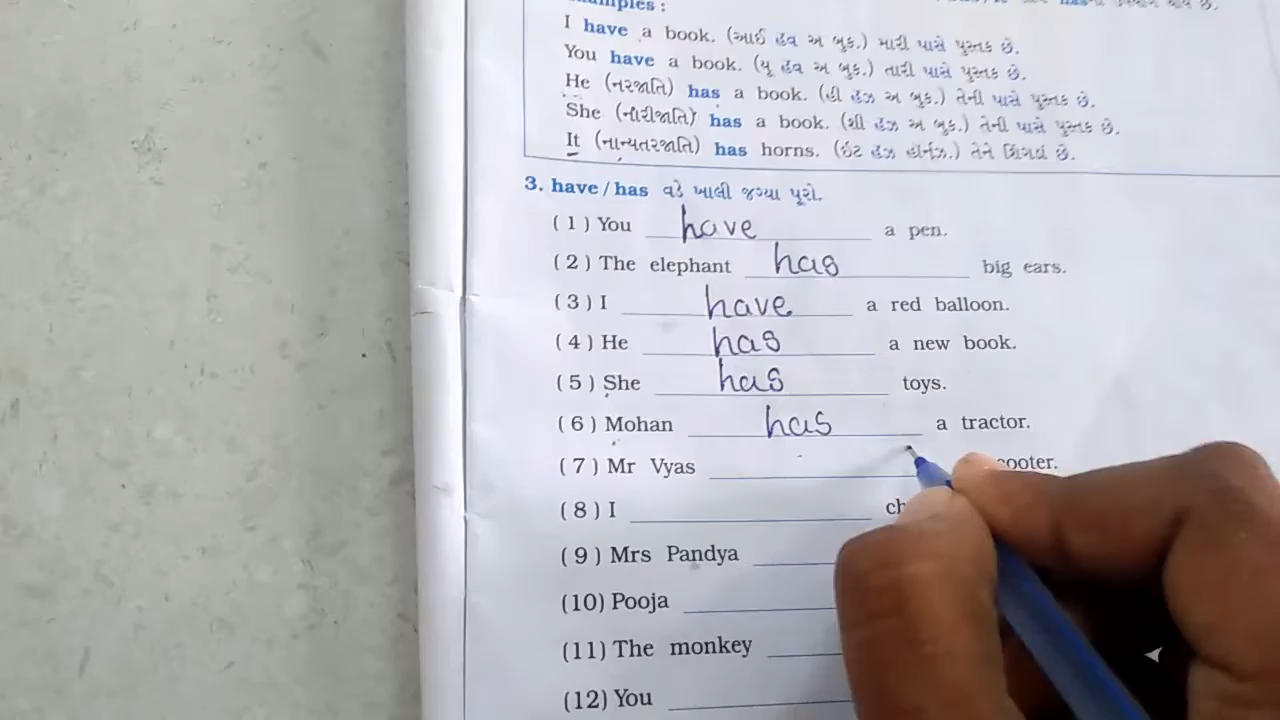 I have a book. (આઈ હૅવ અ બુક.) મારી પાસે પુસ્તક છે.
You have a book. (યૂ હૅવ અ બુક.) તારી પાસે પુસ્તક છે.
He (નરજાતિ) has a book. (હી હૅઝ અ બુક.) તેની પાસે પુસ્તક છે.
She (નારીજાતિ) has a book. (શી હૅઝ અ બુક.) તેની પાસે પુસ્તક છે.
It (નાન્યતરજાતિ) has horns. (ઇટ હૅઝ હૉર્નઝ.) તેને શિંગડાં છે.
3. have / has વડે ખાલી જગ્યા પૂરો.
(1) You have a pen.
(2) The elephant has big ears.
(3) I have a red balloon.
(4) He has a new book.
(5) She has toys.
(6) Mohan has a tractor.
(7) Mr Vyas
(8) I
(9) Mrs Pandya
(10) Pooja
(11) The monkey
(12) You